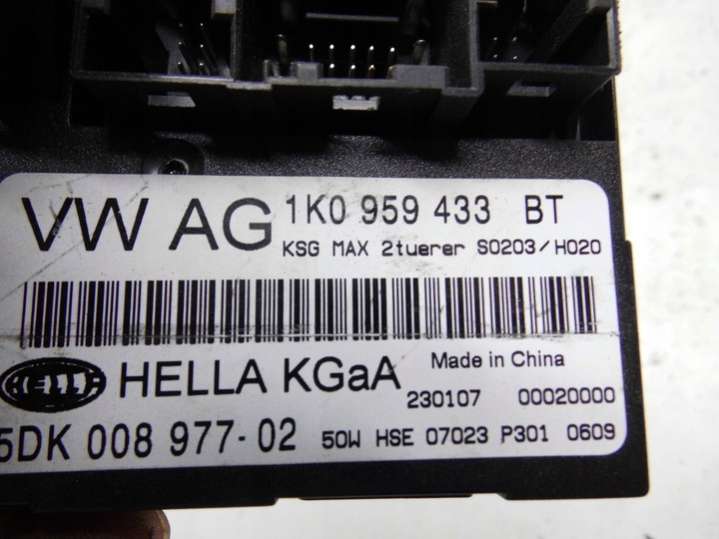 VW AG 1K0 959 433 BT
KSG MAX 2tuerer S0203/H020
HELLA HELLA KGaA Made in China
230107 00020000
5DK 008 977-02 50W HSE 07023 P301 0609